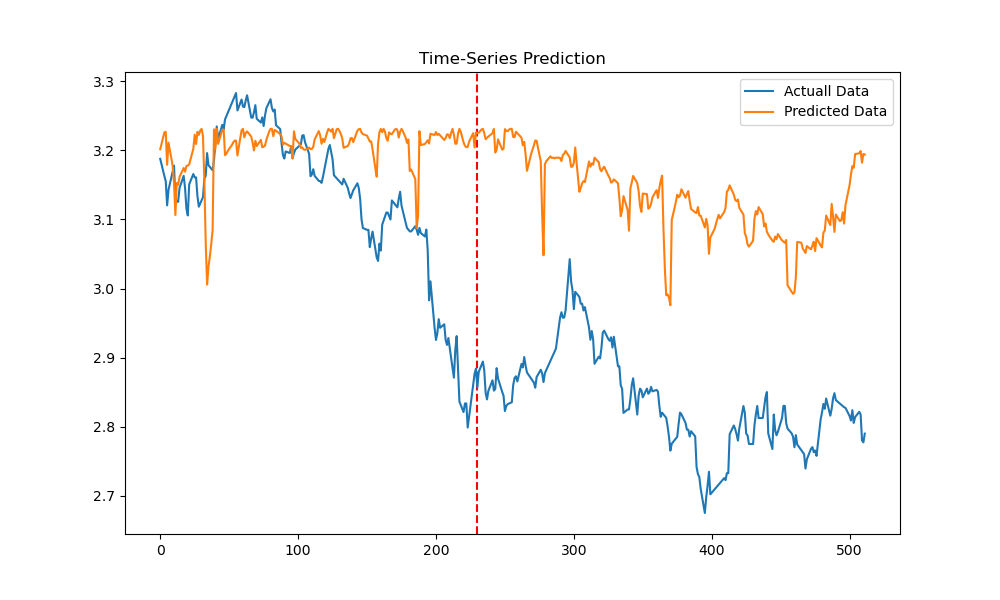 Time-Series Prediction
Actuall Data
Predicted Data
3.3
3.2
3.1
3.0
2.9
2.8
2.7
0 100 200 300 400 500